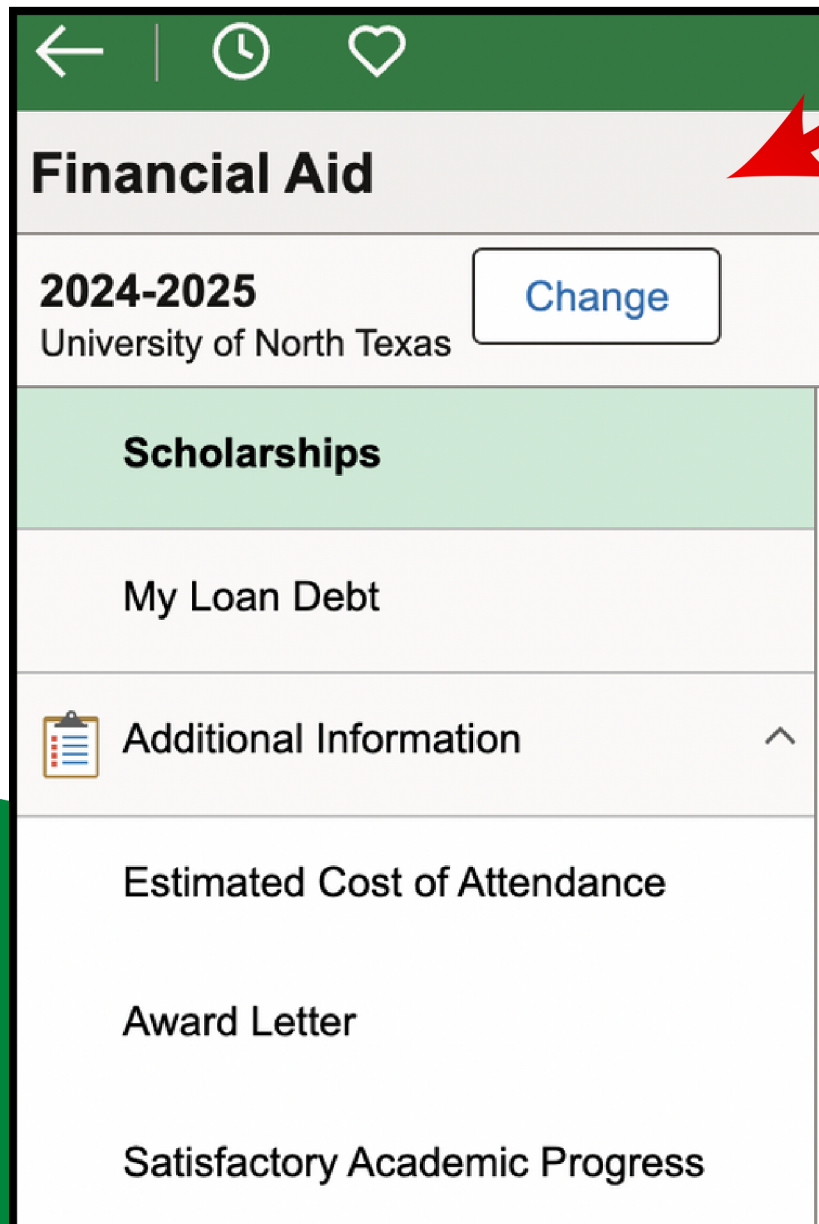 Financial Aid
2024-2025
Change
University of North Texas
Scholarships
My Loan Debt
Additional Information
Estimated Cost of Attendance
Award Letter
Satisfactory Academic Progress